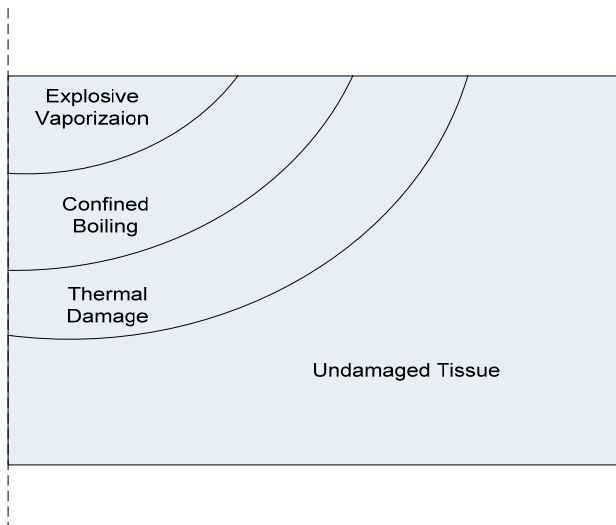 Explosive
Vaporizaion
Confined
Boiling
Thermal
Damage
Undamaged Tissue